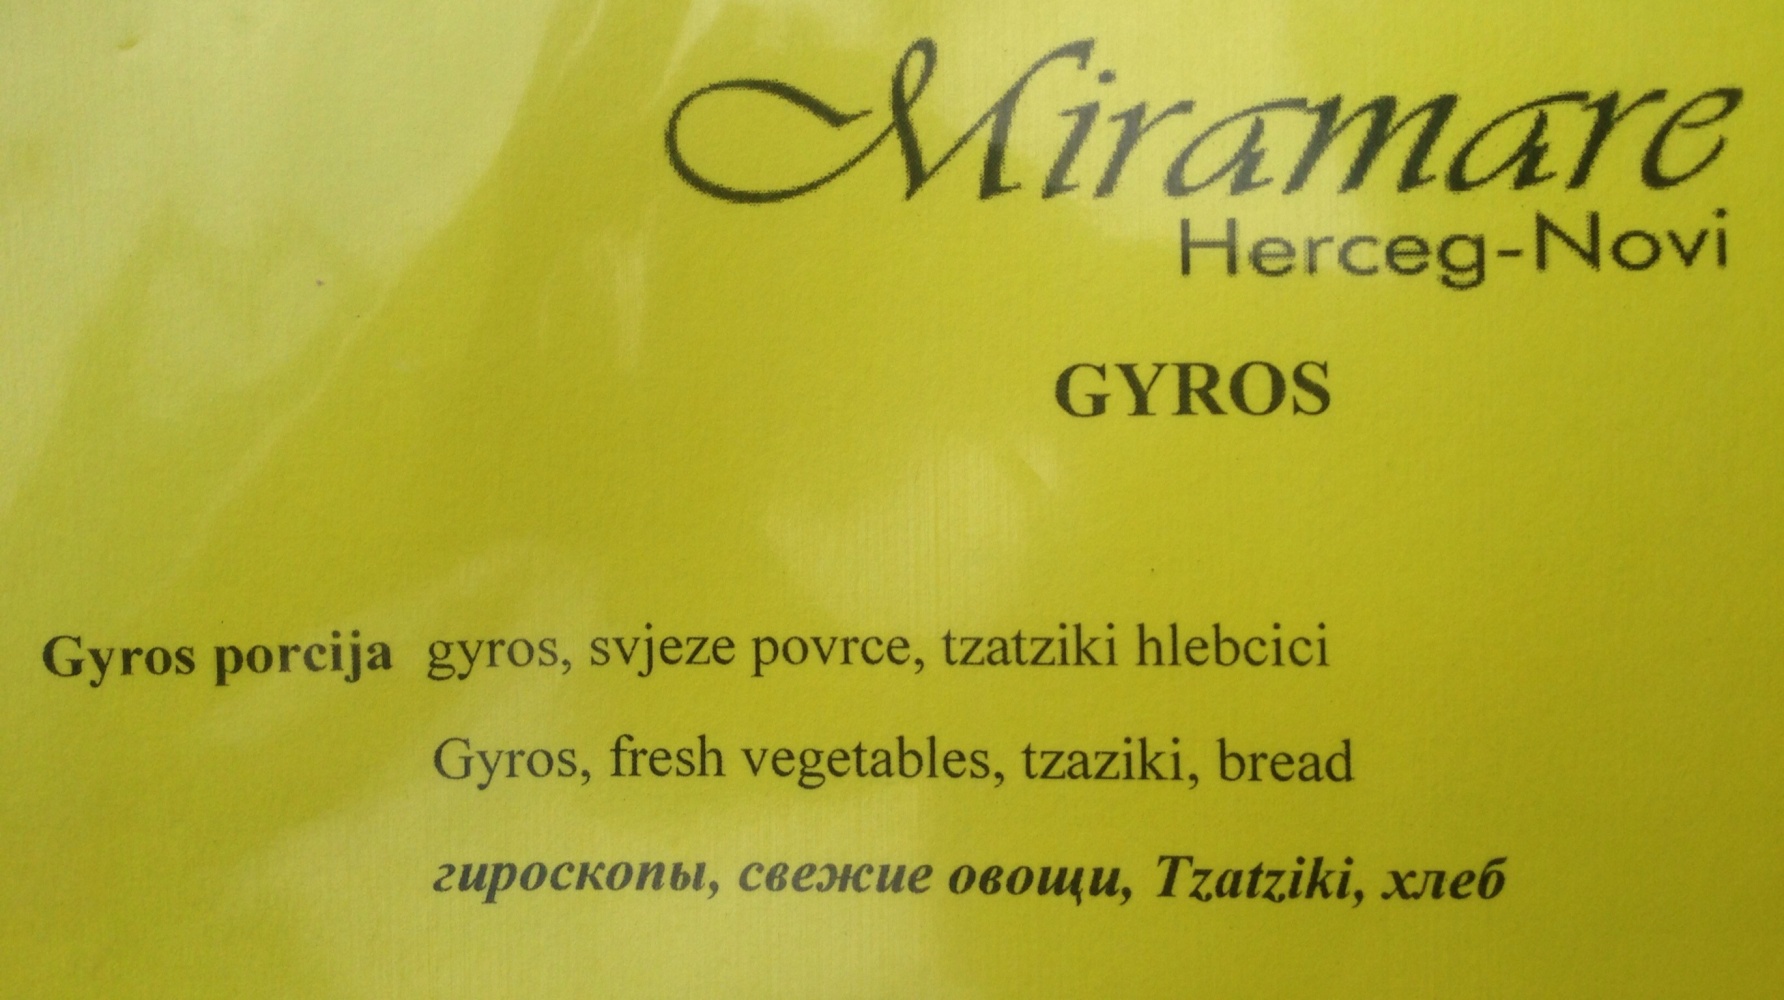 Miramare
Herceg-Novi
GYROS
Gyros porcija gyros, svjeze povrce, tzatziki hlebcici
Gyros, fresh vegetables, tzaziki, bread
гироскопы, свежие овощи, Tzatziki, хлеб